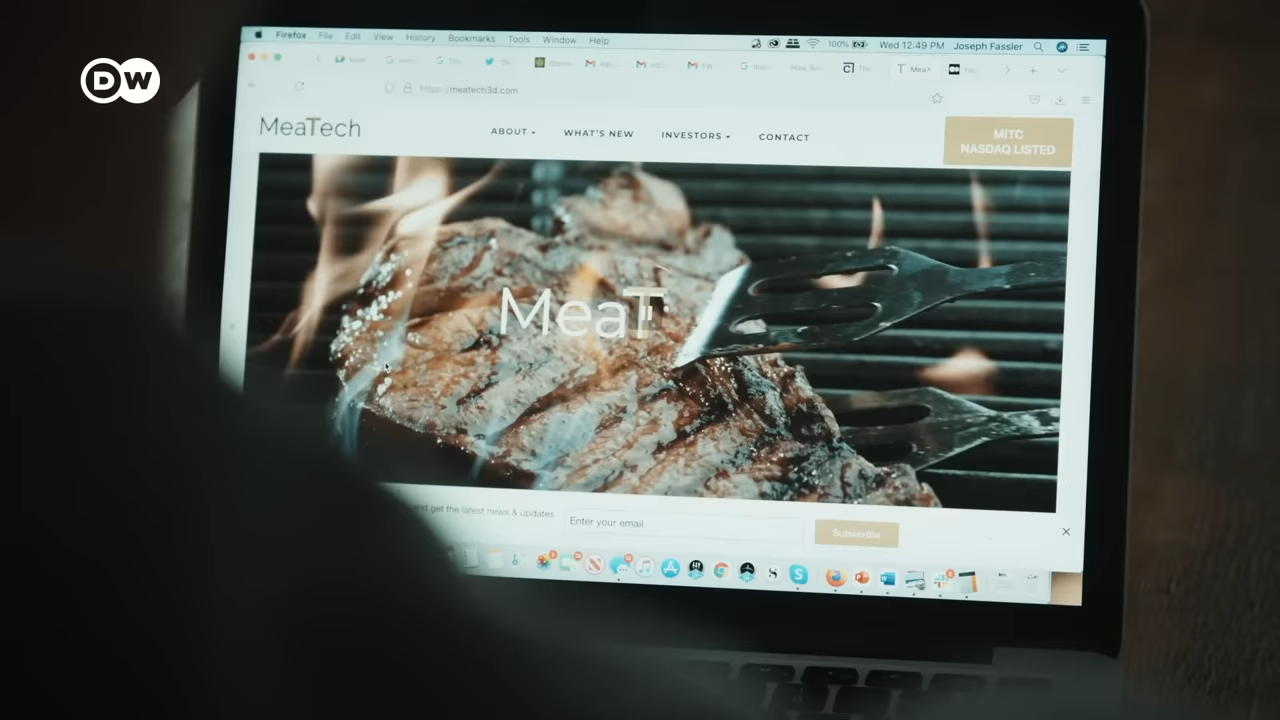 Firefox File Edit View History Bookmarks Tools Window Help 100% Wed 12:49 PM Joseph Fassler
DW
https://meatech3d.com
MeaTech
ABOUT WHAT'S NEW INVESTORS CONTACT
MITC
NASDAQ LISTED
MeaT
and get the latest news & updates
Enter your email
Subscribe